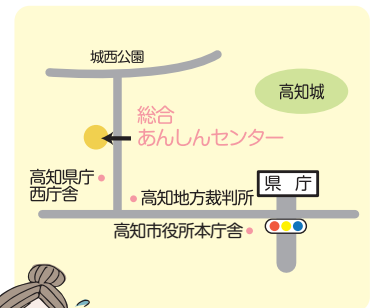 城西公園
高知城
総合
あんしんセンター
高知県庁
西庁舎
高知地方裁判所
県 庁
高知市役所本庁舎